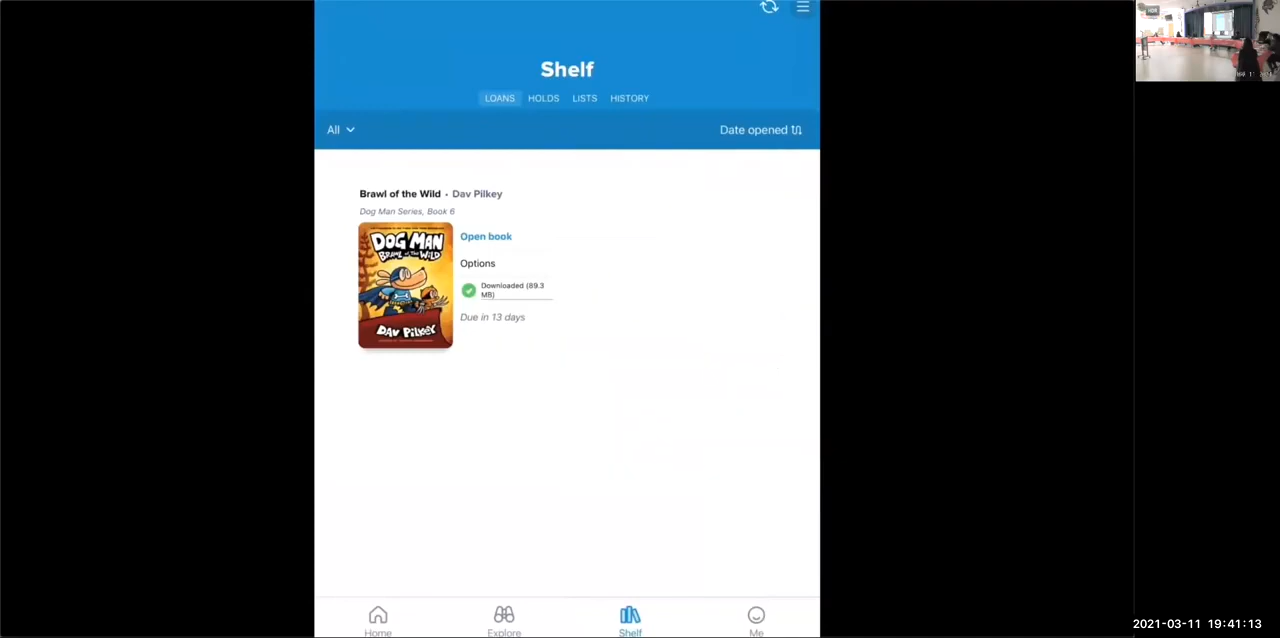 Shelf
LOANS HOLDS LISTS HISTORY
All
Date opened
Brawl of the Wild • Dav Pilkey
Dog Man Series, Book 6
DOG MAN
BRAWL OF THE WILD
DAV PILKEY
Open book
Options
Downloaded (89.3
MB)
Due in 13 days
Home Explore Shelf Me
2021-03-11 19:41:13